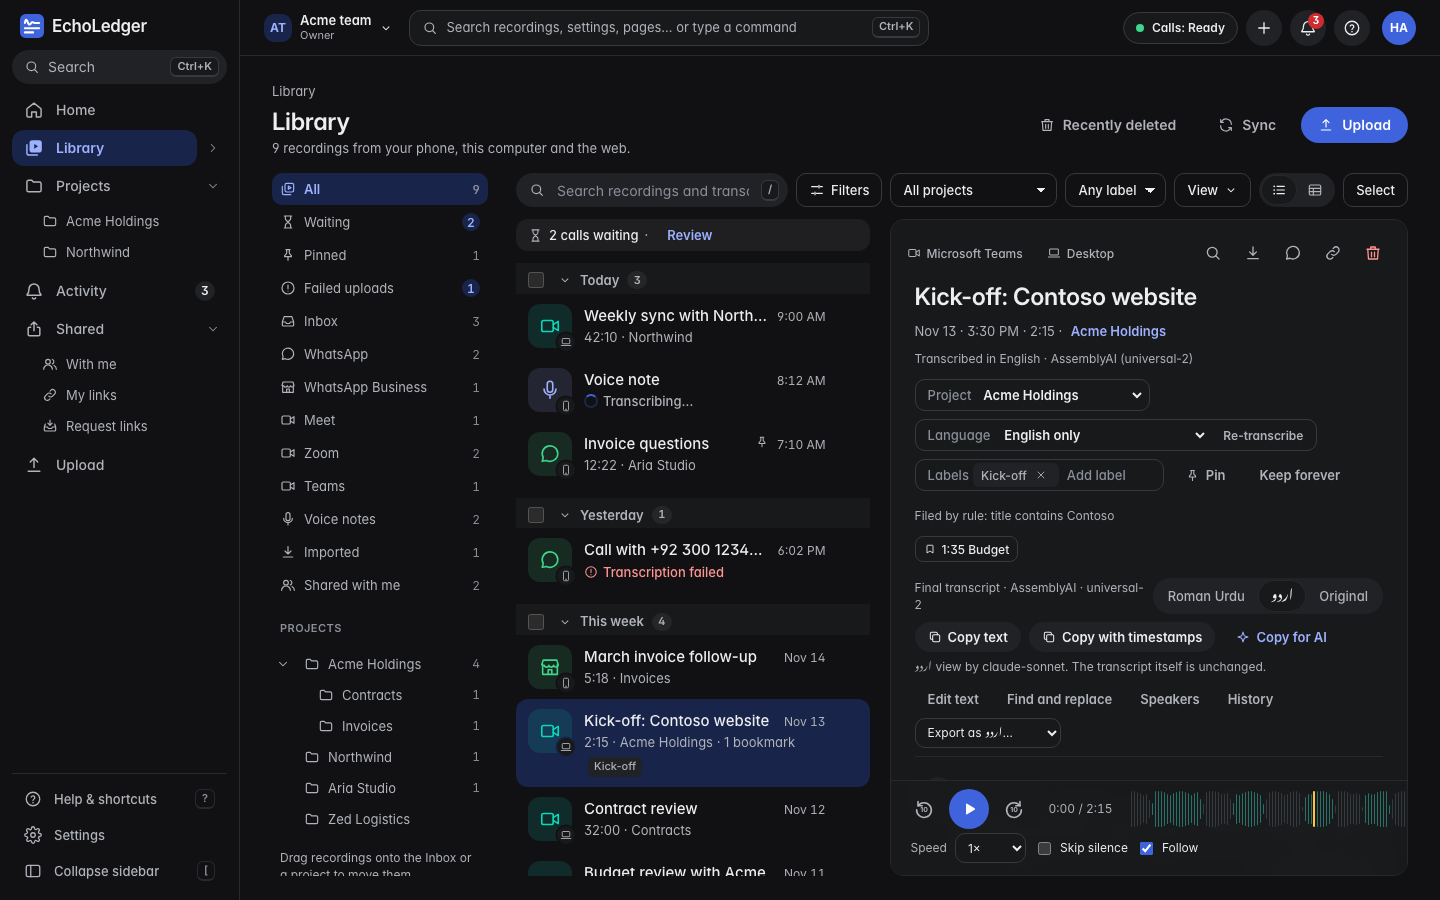 EchoLedger
Search Ctrl+K
Home
Library
Projects
Acme Holdings
Northwind
Activity 3
Shared
With me
My links
Request links
Upload
Help & shortcuts ?
Settings
Collapse sidebar [
AT Acme team
Owner
Search recordings, settings, pages... or type a command Ctrl+K
Calls: Ready
3
HA
Library
Library
9 recordings from your phone, this computer and the web.
Recently deleted
Sync
Upload
All 9
Waiting 2
Pinned 1
Failed uploads 1
Inbox 3
WhatsApp 2
WhatsApp Business 1
Meet 1
Zoom 2
Teams 1
Voice notes 2
Imported 1
Shared with me 2
PROJECTS
Acme Holdings 4
Contracts 1
Invoices 1
Northwind 1
Aria Studio 1
Zed Logistics
Drag recordings onto the Inbox or
a project to move them
Search recordings and transc /
Filters
All projects
Any label
View
Select
2 calls waiting · Review
Today 3
Weekly sync with North... 9:00 AM
42:10 · Northwind
Voice note 8:12 AM
Transcribing...
Invoice questions 7:10 AM
12:22 · Aria Studio
Yesterday 1
Call with +92 300 1234... 6:02 PM
Transcription failed
This week 4
March invoice follow-up Nov 14
5:18 · Invoices
Kick-off: Contoso website Nov 13
2:15 · Acme Holdings · 1 bookmark
Kick-off
Contract review Nov 12
32:00 · Contracts
Budget review with Acme Nov 11
Microsoft Teams Desktop
Kick-off: Contoso website
Nov 13 · 3:30 PM · 2:15 · Acme Holdings
Transcribed in English · AssemblyAI (universal-2)
Project Acme Holdings
Language English only Re-transcribe
Labels Kick-off × Add label Pin Keep forever
Filed by rule: title contains Contoso
1:35 Budget
Final transcript · AssemblyAI · universal-
2
Roman Urdu اردو Original
Copy text Copy with timestamps Copy for AI
اردو view by claude-sonnet. The transcript itself is unchanged.
Edit text Find and replace Speakers History
Export as اردو...
10 10 0:00 / 2:15
Speed 1× Skip silence Follow